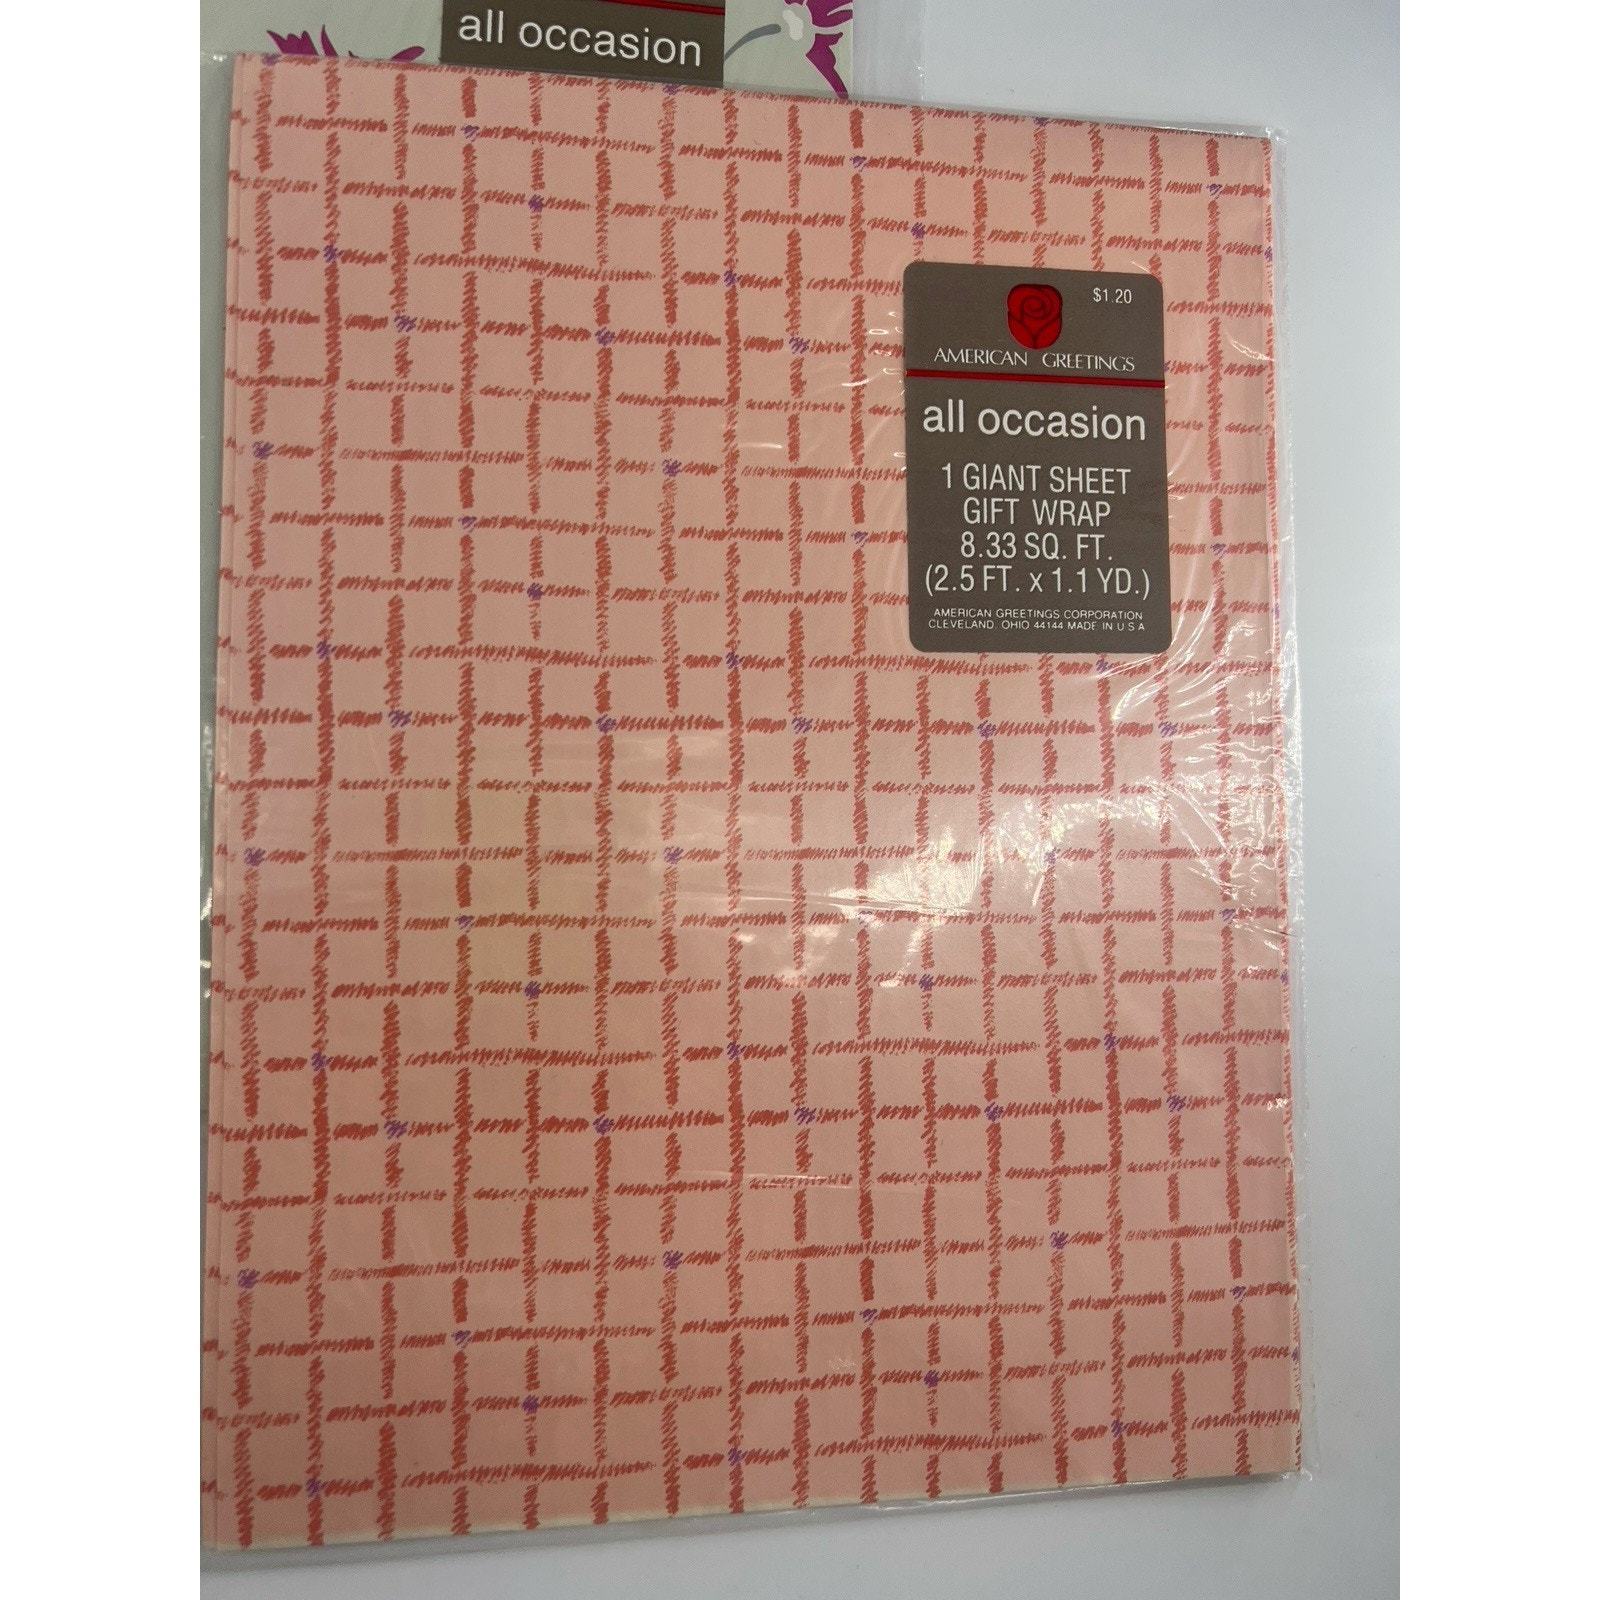 all occasion
$1.20
AMERICAN GREETINGS
all occasion
1 GIANT SHEET
GIFT WRAP
8.33 SQ. FT.
(2.5 FT. x 1.1 YD.)
AMERICAN GREETINGS CORPORATION
CLEVELAND, OHIO 44144 MADE IN U S A